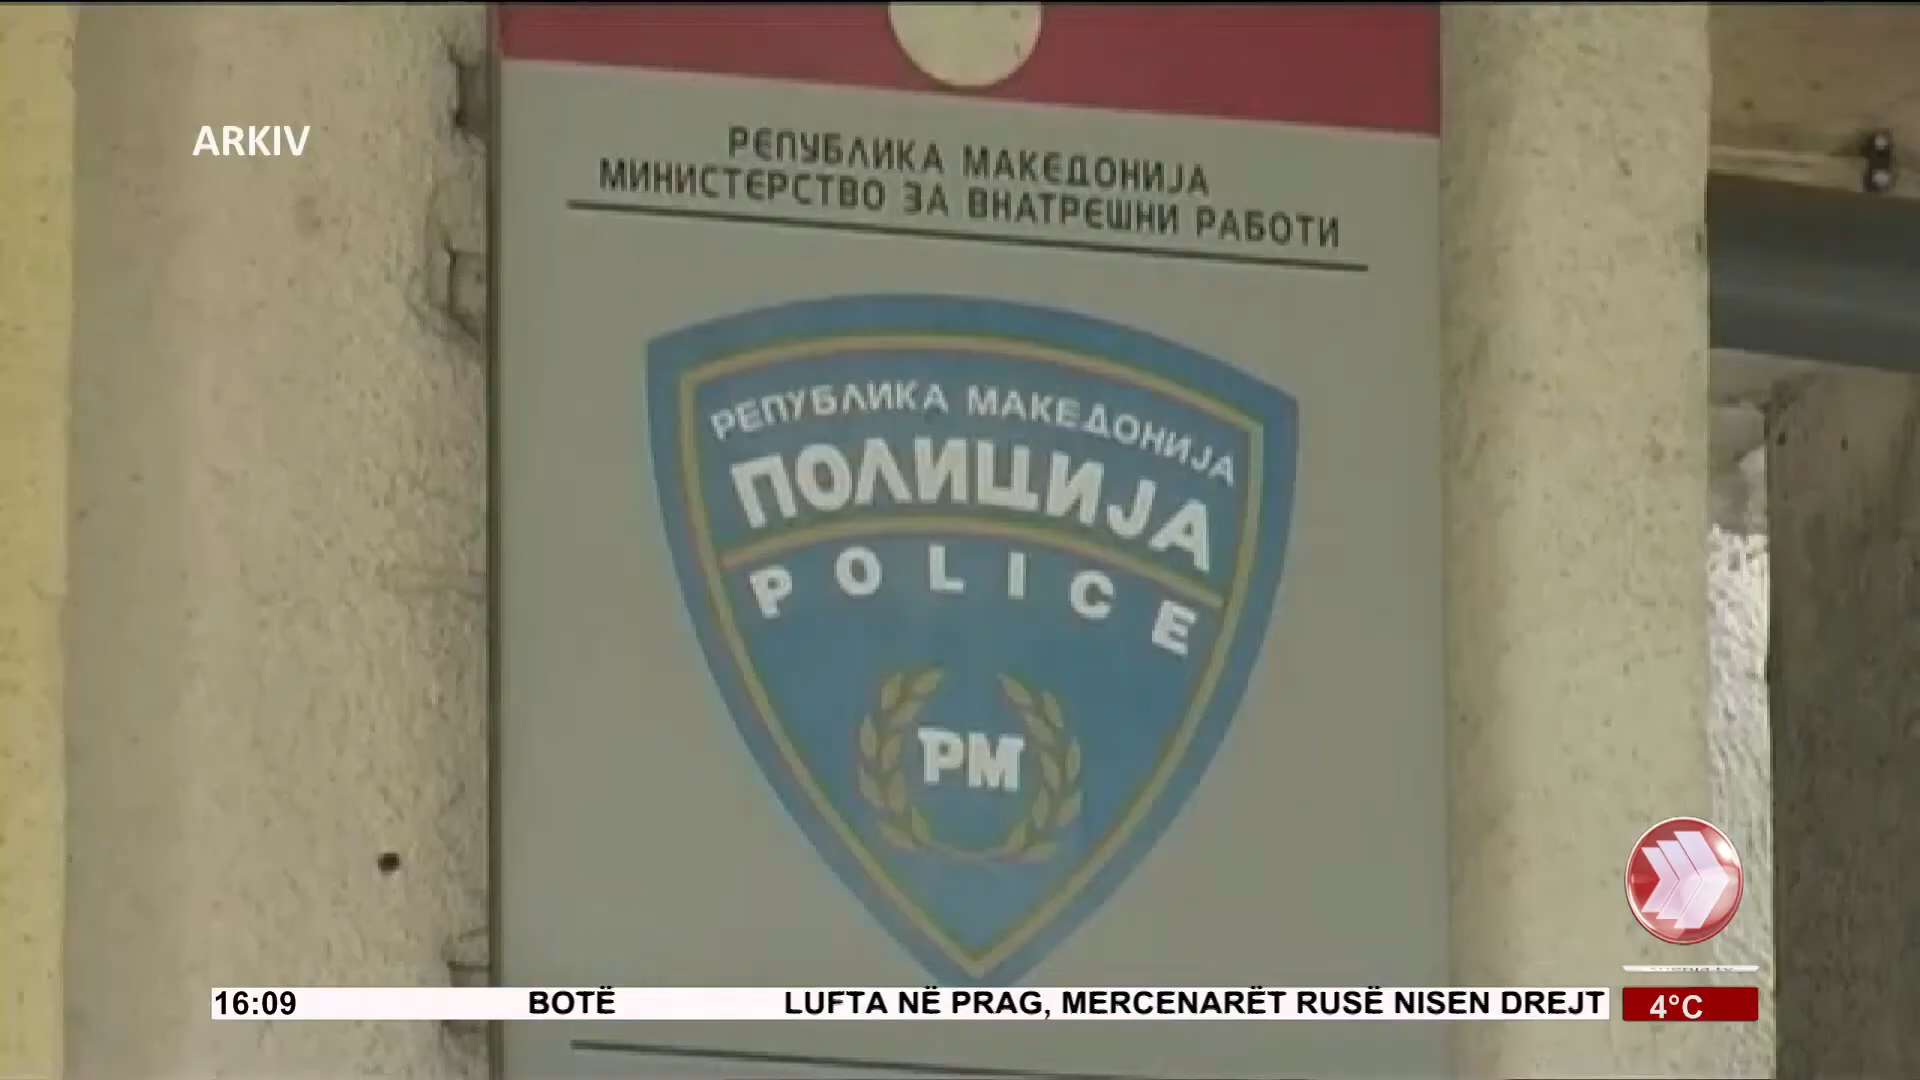 ARKIV
РЕПУБЛИКА МАКЕДОНИЈА
МИНИСТЕРСТВО ЗА ВНАТРЕШНИ РАБОТИ
РЕПУБЛИКА МАКЕДОНИЈА
ПОЛИЦИЈА
POLICE
РМ
16:09 BOTË LUFTA NË PRAG, MERCENARËT RUSË NISEN DREJT 4°C